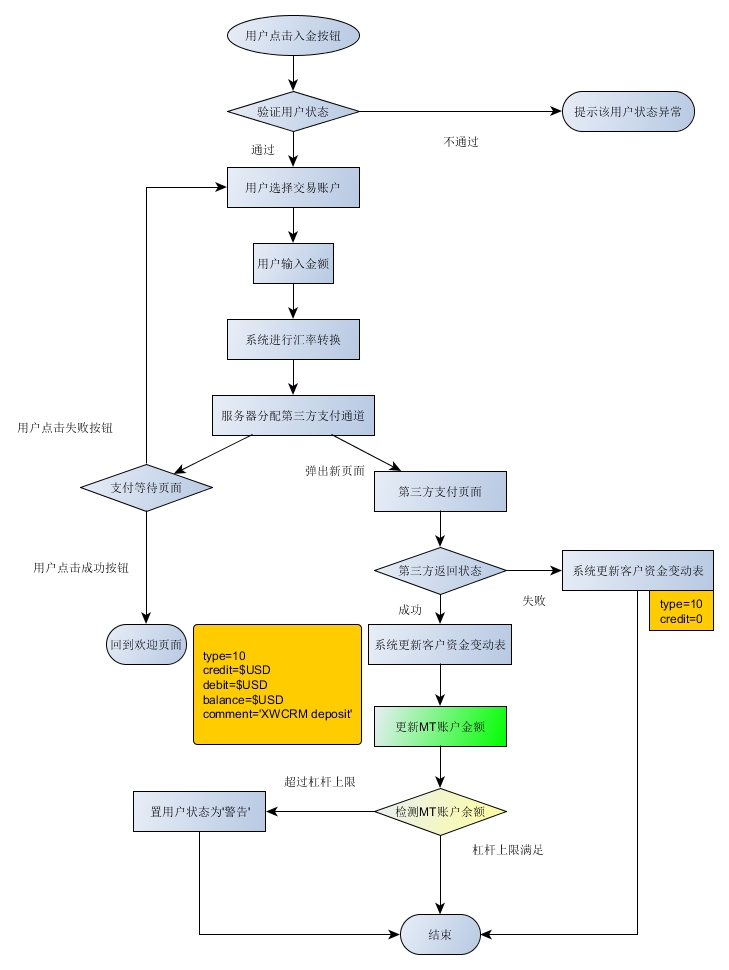 用户点击入金按钮
验证用户状态
提示该用户状态异常
不通过
通过
用户选择交易账户
用户输入金额
系统进行汇率转换
服务器分配第三方支付通道
用户点击失败按钮
弹出新页面
支付等待页面
第三方支付页面
用户点击成功按钮
第三方返回状态
系统更新客户资金变动表
失败
type=10
credit=0
成功
回到欢迎页面
系统更新客户资金变动表
type=10
credit=$USD
debit=$USD
balance=$USD
comment='XWCRM deposit'
更新MT账户金额
超过杠杆上限
置用户状态为'警告'
检测MT账户余额
杠杆上限满足
结束